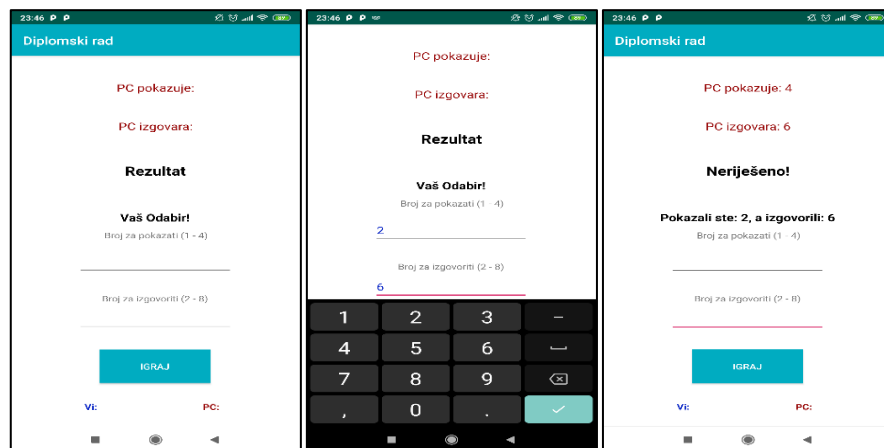 23:46
Diplomski rad
PC pokazuje:
PC izgovara:
Rezultat
Vaš Odabir!
Broj za pokazati (1 - 4)
Broj za izgovoriti (2 - 8)
IGRAJ
Vi: PC:
23:46
PC pokazuje:
PC izgovara:
Rezultat
Vaš Odabir!
Broj za pokazati (1 - 4)
2
Broj za izgovoriti (2 - 8)
6
1 2 3 –
4 5 6
7 8 9
, 0 .
23:46
Diplomski rad
PC pokazuje: 4
PC izgovara: 6
Neriješeno!
Pokazali ste: 2, a izgovorili: 6
Broj za pokazati (1 - 4)
Broj za izgovoriti (2 - 8)
IGRAJ
Vi: PC: